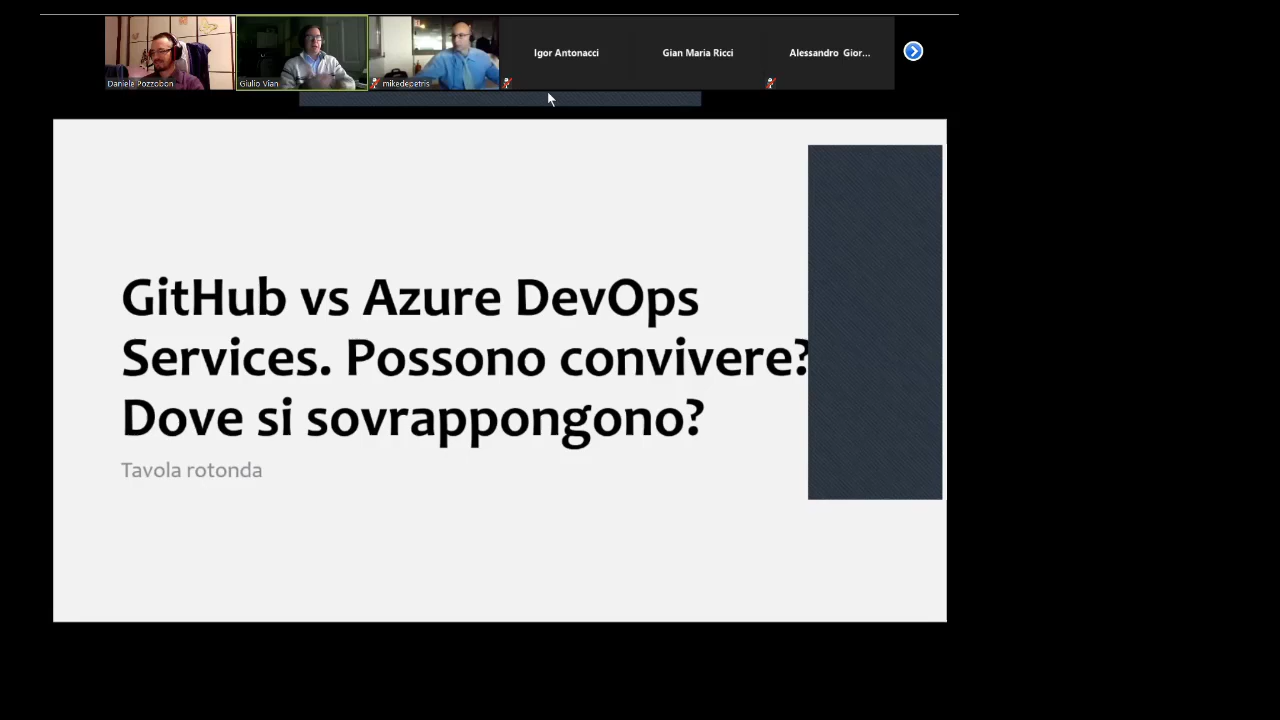 Daniele Pozzobon
Giulio Vian
mikedepetris
Igor Antonacci
Gian Maria Ricci
Alessandro Gior...
GitHub vs Azure DevOps
Services. Possono convivere?
Dove si sovrappongono?
Tavola rotonda